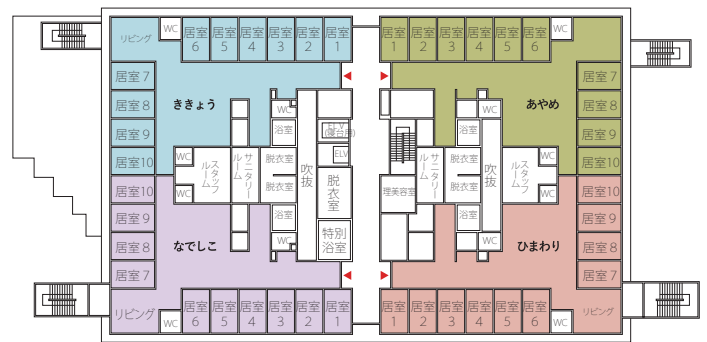 リビング
WC
居室6
居室5
居室4
居室3
居室2
居室1
居室1
居室2
居室3
居室4
居室5
居室6
WC
居室7
居室8
居室9
居室10
ききょう
WC
浴室
ELV
(寝台用)
ELV
WC
浴室
あやめ
居室7
居室8
居室9
居室10
WC
スタッフルーム
WC
サニタリールーム
脱衣室
脱衣室
吹抜
脱衣室
理美容室
サニタリールーム
脱衣室
脱衣室
吹抜
スタッフルーム
WC
WC
居室10
居室9
居室8
居室7
なでしこ
浴室
WC
特別浴室
浴室
WC
ひまわり
居室10
居室9
居室8
居室7
リビング
WC
居室6
居室5
居室4
居室3
居室2
居室1
居室1
居室2
居室3
居室4
居室5
居室6
WC
リビング